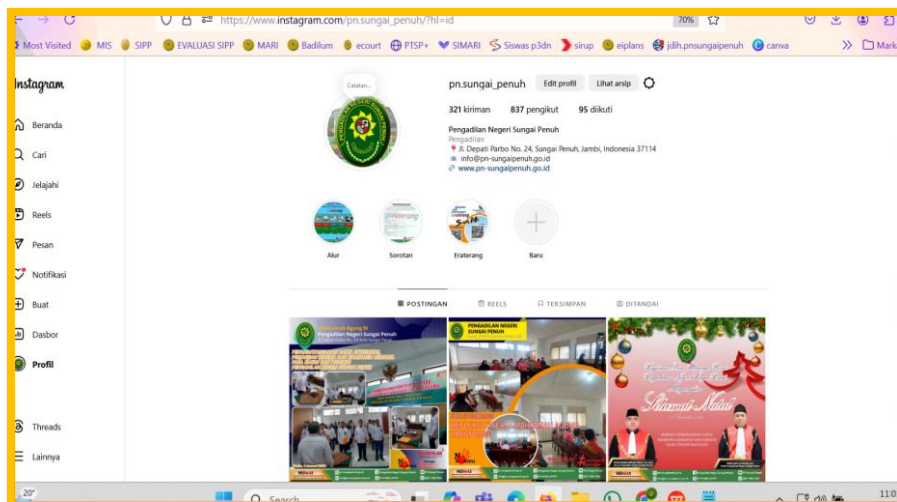 https://www.instagram.com/pn.sungai_penuh/?hl=id
70%
Most Visited MIS SIPP EVALUASI SIPP MARI Badilum ecourt PTSP+ SIMARI Siswas p3dn sirup eiplans jdih.pnsungaipenuh canva
Instagram
Beranda
Cari
Jelajahi
Reels
Pesan
Notifikasi
Buat
Dasbor
Profil
Threads
Lainnya
Catatan...
pn.sungai_penuh Edit profil Lihat arsip
321 kiriman 837 pengikut 95 diikuti
Pengadilan Negeri Sungai Penuh
Pengadilan
Jl. Depati Parbo No. 24, Sungai Penuh, Jambi, Indonesia 37114
info@pn-sungaipenuh.go.id
www.pn-sungaipenuh.go.id
Alur Sorotan Eraterang Baru
POSTINGAN REELS TERSIMPAN DITANDAI
Mahkamah Agung RI
Pengadilan Negeri Sungai Penuh
PENGADILAN NEGERI
SUNGAI PENUH
Selamat Natal
20°
Search